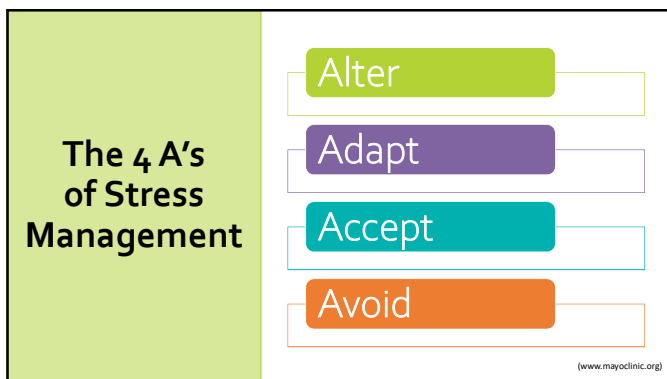 The 4 A’s
of Stress
Management
Alter
Adapt
Accept
Avoid
(www.mayoclinic.org)